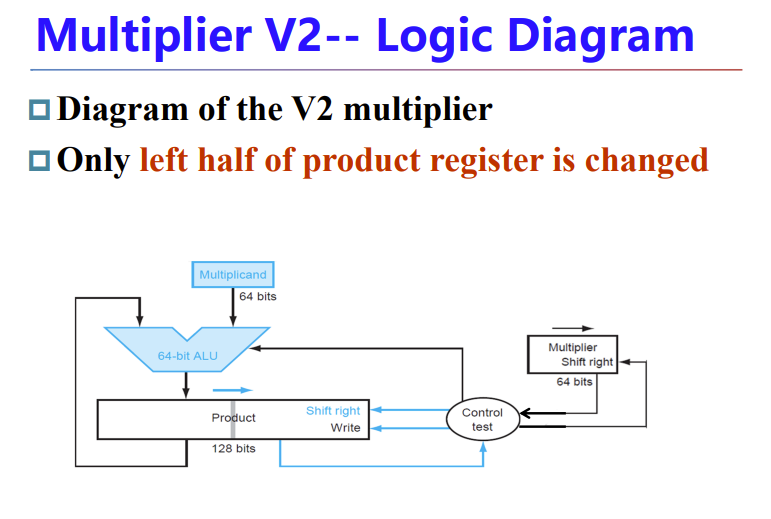 Multiplier V2-- Logic Diagram
Diagram of the V2 multiplier
Only left half of product register is changed
Multiplicand
64 bits
64-bit ALU
Multiplier
Shift right
64 bits
Product
Shift right
Write
128 bits
Control
test